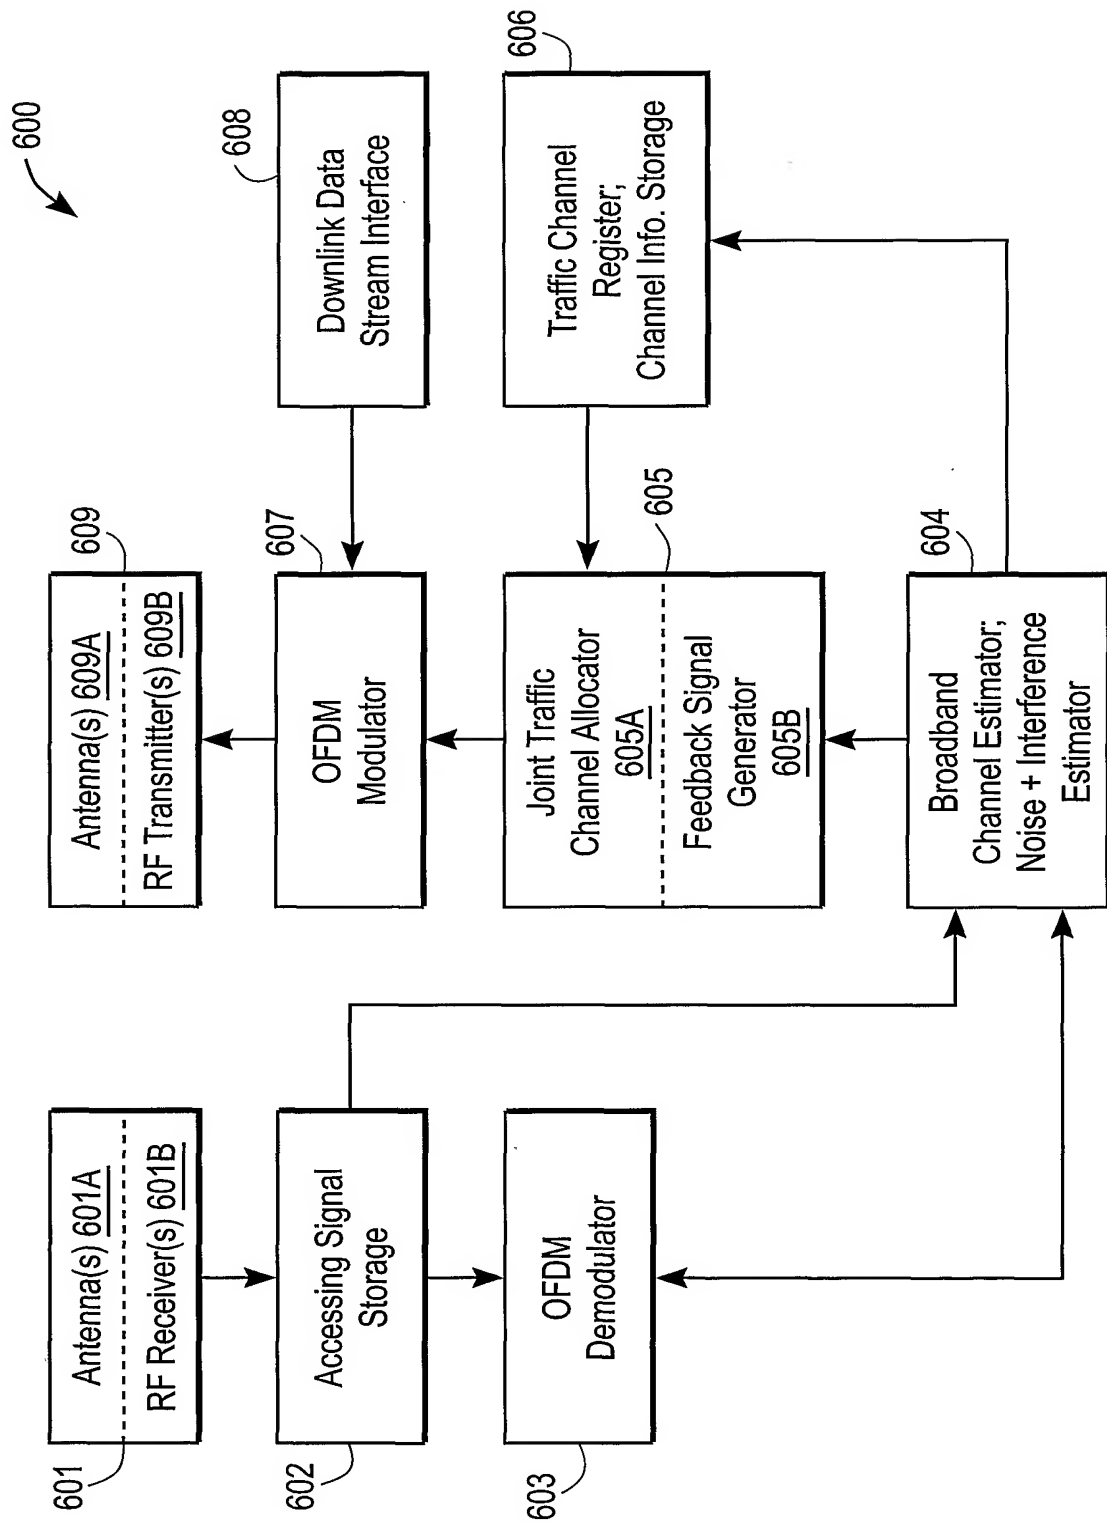 600
601
Antenna(s) 601A
RF Receiver(s) 601B
602
Accessing Signal
Storage
603
OFDM
Demodulator
609
Antenna(s) 609A
RF Transmitter(s) 609B
607
OFDM
Modulator
605
Joint Traffic
Channel Allocator
605A
Feedback Signal
Generator
605B
604
Broadband
Channel Estimator;
Noise + Interference
Estimator
608
Downlink Data
Stream Interface
606
Traffic Channel
Register;
Channel Info. Storage